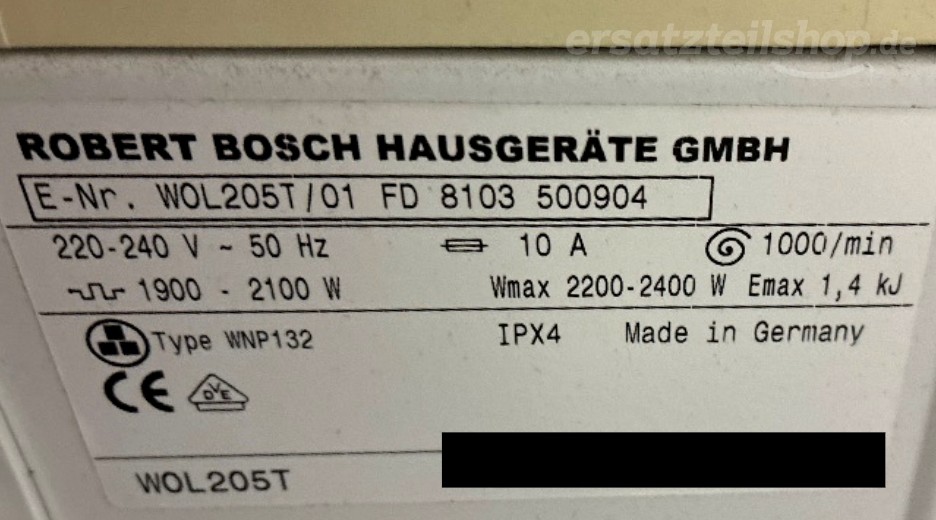 ersatzteilshop.de
ROBERT BOSCH HAUSGERÄTE GMBH
E-Nr. WOL205T/01 FD 8103 500904
220-240 V ~ 50 Hz 10 A 1000/min
1900 - 2100 W Wmax 2200-2400 W Emax 1,4 kJ
Type WNP132 IPX4 Made in Germany
CE DVE
WOL205T